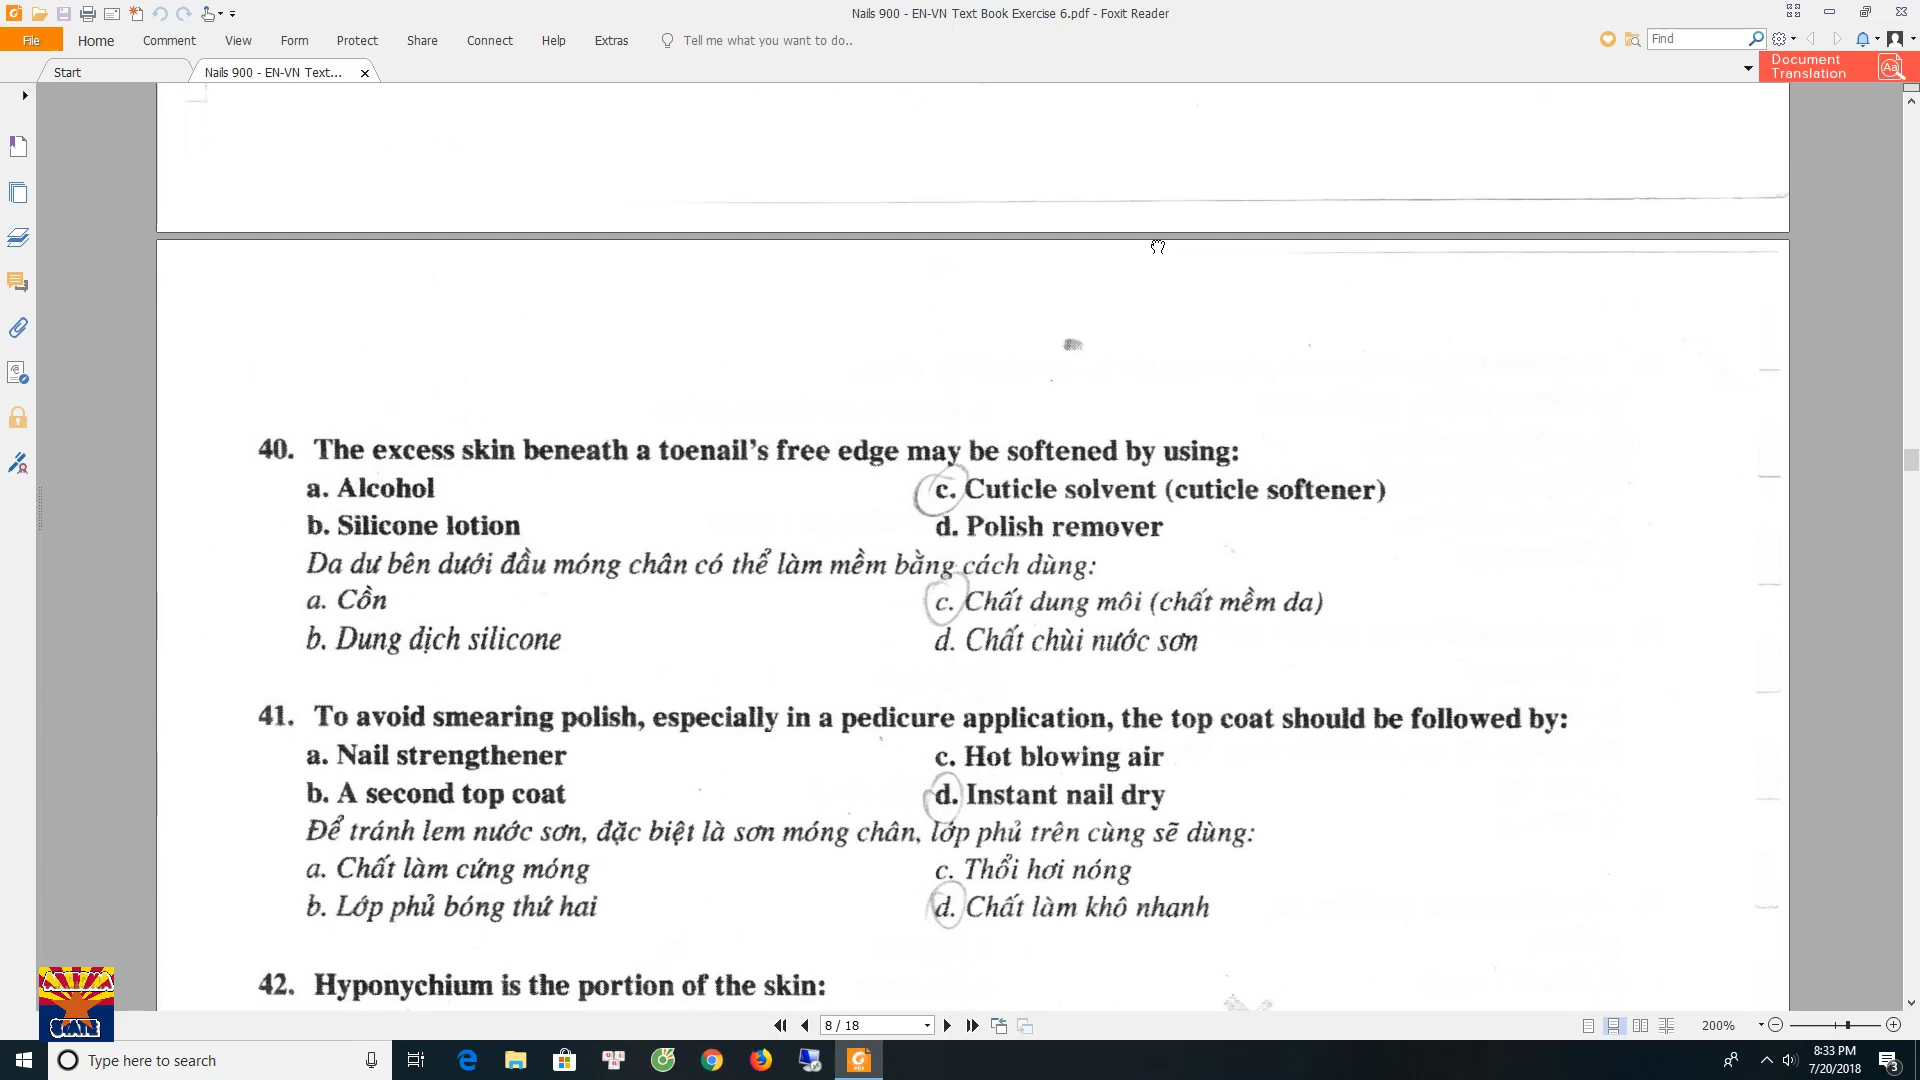 Nails 900 - EN-VN Text Book Exercise 6.pdf - Foxit Reader
File Home Comment View Form Protect Share Connect Help Extras Tell me what you want to do.. Find
Start Nails 900 - EN-VN Text... Document
Translation
40. The excess skin beneath a toenail's free edge may be softened by using:
a. Alcohol c. Cuticle solvent (cuticle softener)
b. Silicone lotion d. Polish remover
Da dư bên dưới đầu móng chân có thể làm mềm bằng cách dùng:
a. Cồn c. Chất dung môi (chất mềm da)
b. Dung dịch silicone d. Chất chùi nước sơn
41. To avoid smearing polish, especially in a pedicure application, the top coat should be followed by:
a. Nail strengthener c. Hot blowing air
b. A second top coat d. Instant nail dry
Để tránh lem nước sơn, đặc biệt là sơn móng chân, lớp phủ trên cùng sẽ dùng:
a. Chất làm cứng móng c. Thổi hơi nóng
b. Lớp phủ bóng thứ hai d. Chất làm khô nhanh
42. Hyponychium is the portion of the skin:
STATE
8 / 18 200%
Type here to search 8:33 PM
7/20/2018 3